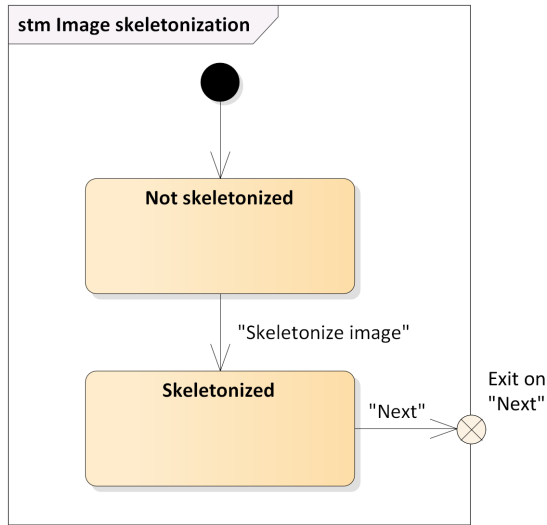 stm Image skeletonization
Not skeletonized
"Skeletonize image"
Skeletonized
"Next"
Exit on
"Next"